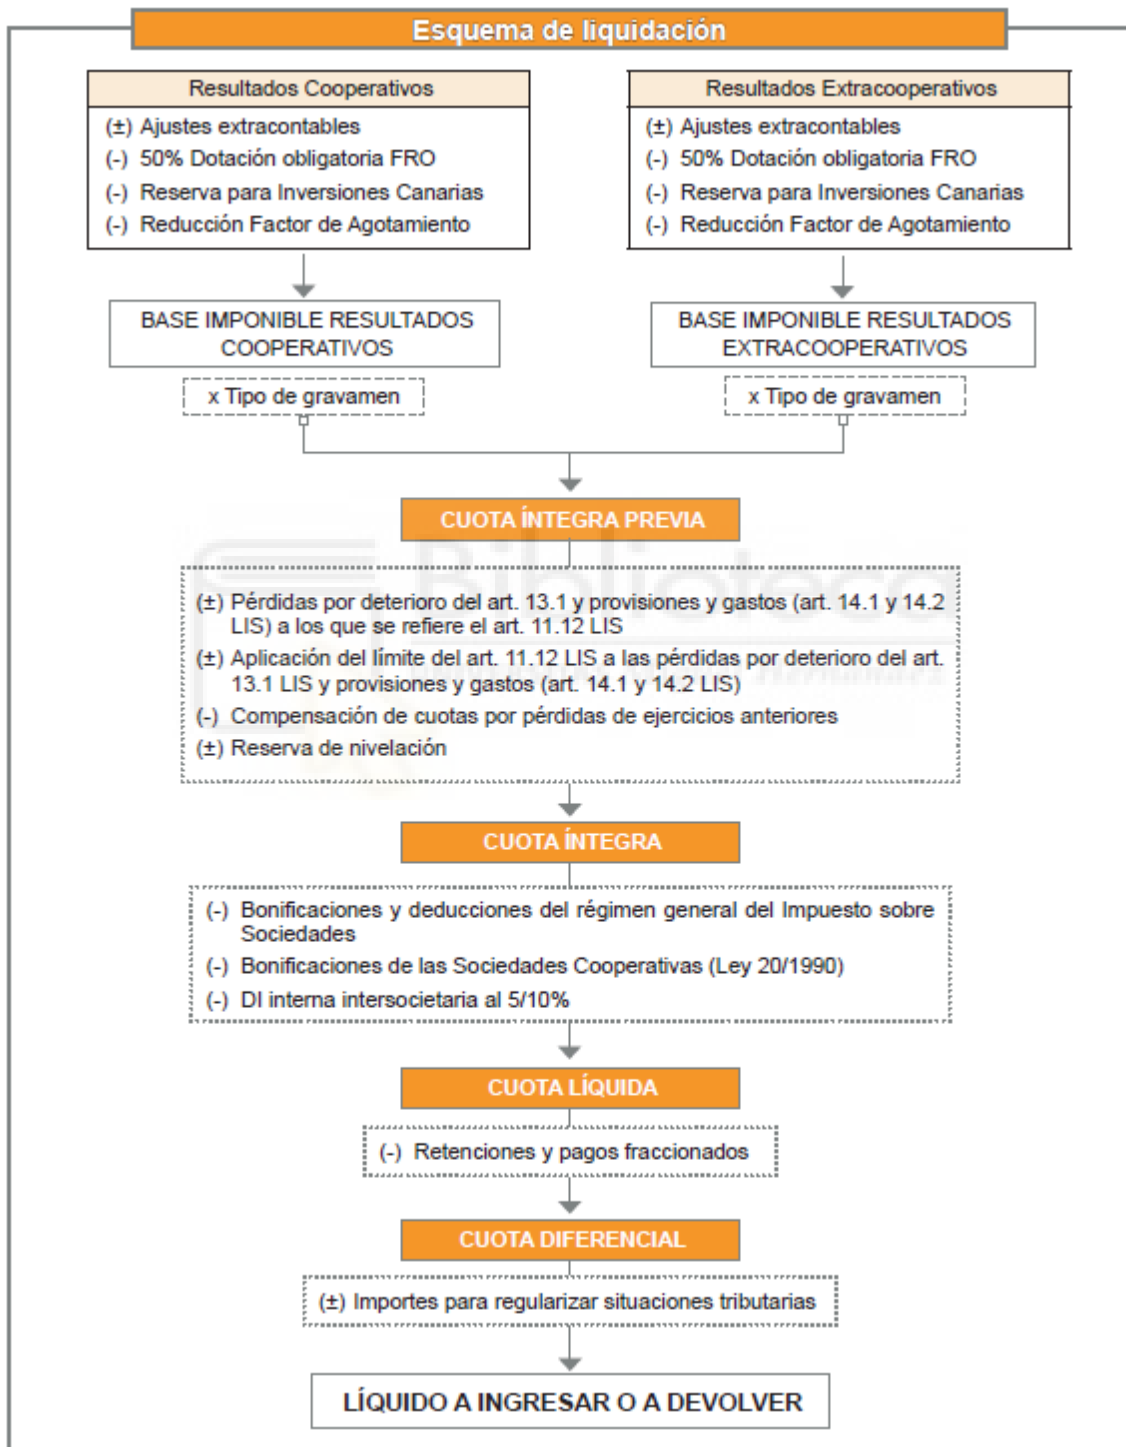 Esquema de liquidación
Resultados Cooperativos
(±) Ajustes extracontables
(-) 50% Dotación obligatoria FRO
(-) Reserva para Inversiones Canarias
(-) Reducción Factor de Agotamiento
Resultados Extracooperativos
(±) Ajustes extracontables
(-) 50% Dotación obligatoria FRO
(-) Reserva para Inversiones Canarias
(-) Reducción Factor de Agotamiento
BASE IMPONIBLE RESULTADOS
COOPERATIVOS
BASE IMPONIBLE RESULTADOS
EXTRACOOPERATIVOS
x Tipo de gravamen
x Tipo de gravamen
CUOTA ÍNTEGRA PREVIA
Biblioteca
(±) Pérdidas por deterioro del art. 13.1 y provisiones y gastos (art. 14.1 y 14.2
LIS) a los que se refiere el art. 11.12 LIS
(±) Aplicación del límite del art. 11.12 LIS a las pérdidas por deterioro del art.
13.1 LIS y provisiones y gastos (art. 14.1 y 14.2 LIS)
(-) Compensación de cuotas por pérdidas de ejercicios anteriores
(±) Reserva de nivelación
CUOTA ÍNTEGRA
(-) Bonificaciones y deducciones del régimen general del Impuesto sobre
Sociedades
(-) Bonificaciones de las Sociedades Cooperativas (Ley 20/1990)
(-) DI interna intersocietaria al 5/10%
CUOTA LÍQUIDA
(-) Retenciones y pagos fraccionados
CUOTA DIFERENCIAL
(±) Importes para regularizar situaciones tributarias
LÍQUIDO A INGRESAR O A DEVOLVER